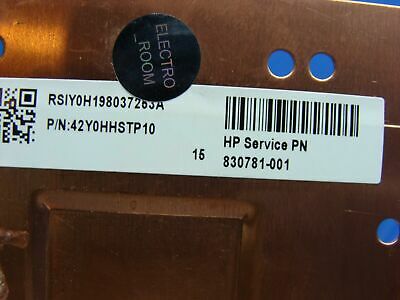 ELECTRO
_ROOM
RSIY0H198037263A
P/N:42Y0HHSTP10
15
HP Service PN
830781-001